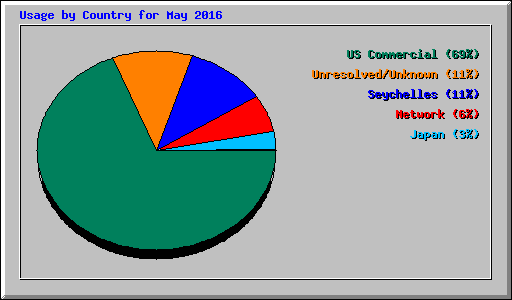 Usage by Country for May 2016
US Commercial (69%)
Unresolved/Unknown (11%)
Seychelles (11%)
Network (6%)
Japan (3%)